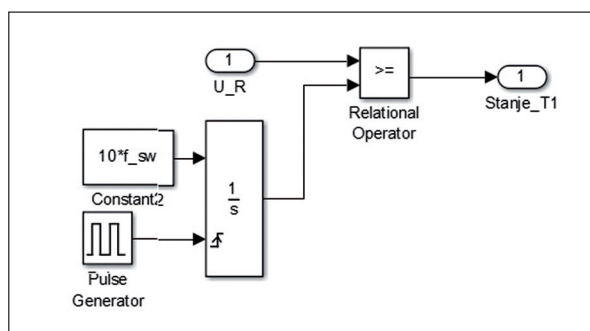 1
U_R
>=
Relational
Operator
1
Stanje_T1
10*f_sw
Constant2
1
s
Pulse
Generator